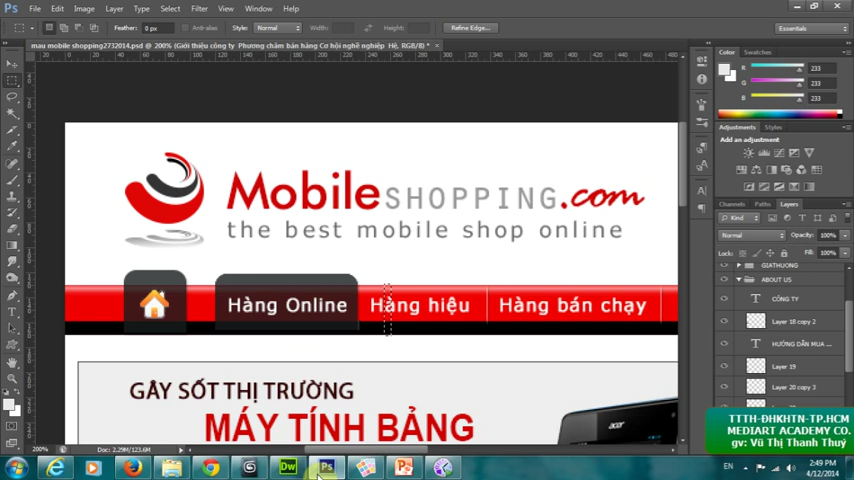 Ps File Edit Image Layer Type Select Filter View Window Help
Feather: 0 px Anti-alias Style: Normal Width: Height: Refine Edge... Essentials
mau mobile shopping2732014.psd @ 200% (Giới thiệu công ty Phương châm bán hàng Cơ hội nghề nghiệp Hệ, RGB/8) * ×
Color Swatches
R 233
G 233
B 233
Adjustments Styles
Add an adjustment
Channels Paths Layers
Kind
Normal Opacity: 100%
Lock: Fill: 100%
GIATHUONG
ABOUT US
CÔNG TY
Layer 18 copy 2
HƯỚNG DẪN MUA ...
Layer 19
Layer 20 copy 3
MobileSHOPPING.com
the best mobile shop online
Hàng Online Hàng hiệu Hàng bán chạy
GÂY SỐT THỊ TRƯỜNG
MÁY TÍNH BẢNG
acer
200% Doc: 2.29M/123.6M
TTTH-ĐHKHTN-TP.HCM
MEDIART ACADEMY CO.
gv: Vũ Thị Thanh Thuý
Dw Ps
EN 2:49 PM
4/12/2014